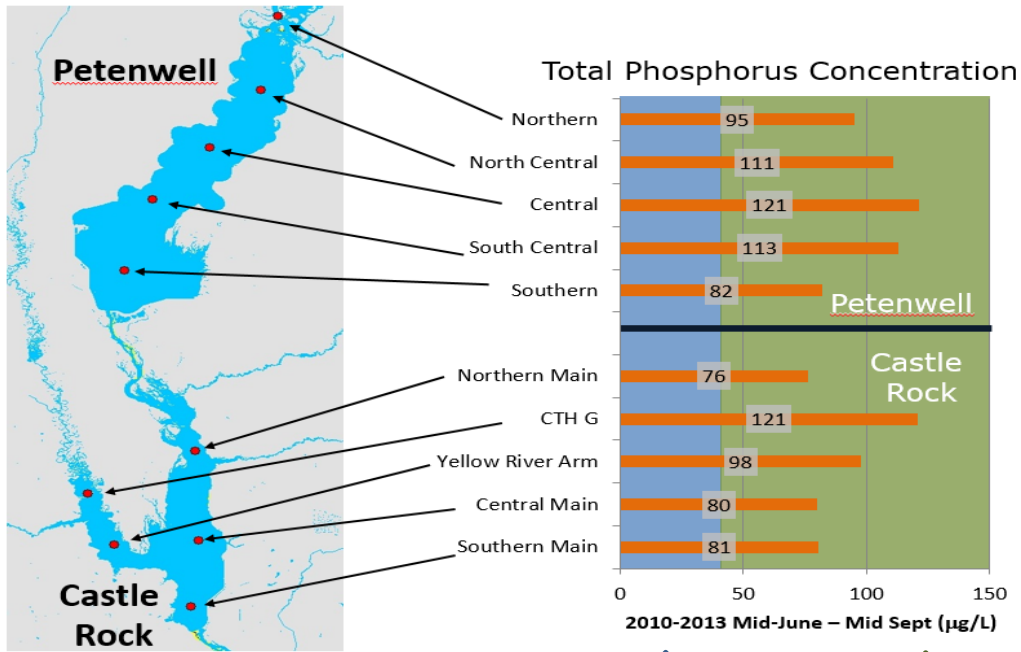 Petenwell
Castle
Rock
Total Phosphorus Concentration
Northern
95
North Central
111
Central
121
South Central
113
Southern
82
Petenwell
Castle
Rock
Northern Main
76
CTH G
121
Yellow River Arm
98
Central Main
80
Southern Main
81
0
50
100
150
2010-2013 Mid-June – Mid Sept (µg/L)